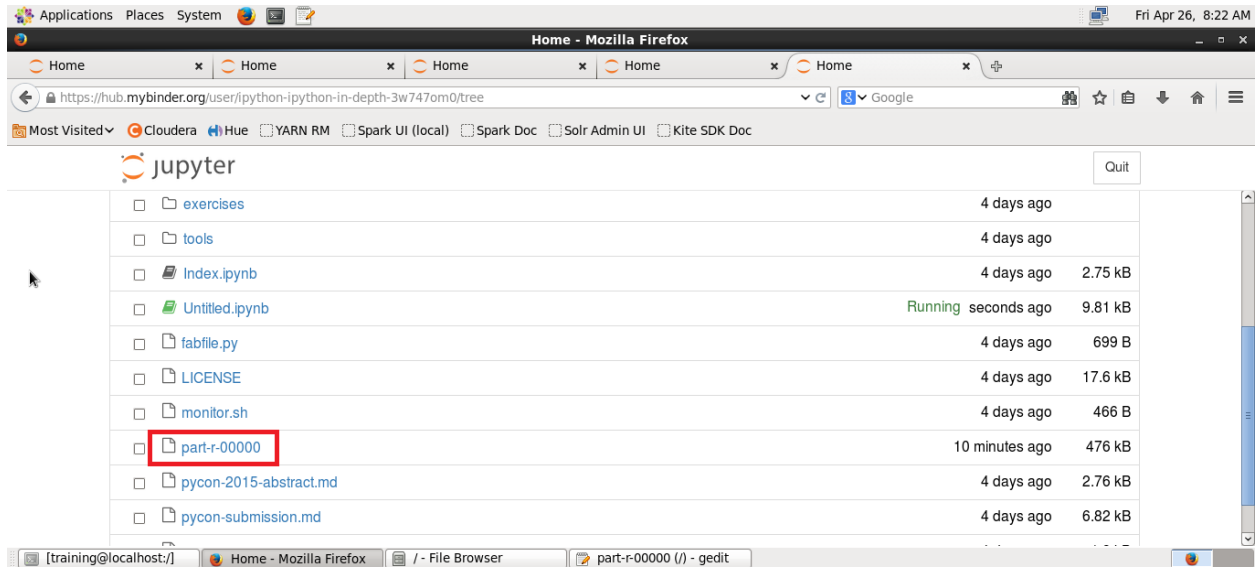 Applications Places System Fri Apr 26, 8:22 AM
Home - Mozilla Firefox
Home Home Home Home Home
https://hub.mybinder.org/user/ipython-ipython-in-depth-3w747om0/tree Google
Most Visited Cloudera Hue YARN RM Spark UI (local) Spark Doc Solr Admin UI Kite SDK Doc
jupyter Quit
exercises 4 days ago
tools 4 days ago
Index.ipynb 4 days ago 2.75 kB
Untitled.ipynb Running seconds ago 9.81 kB
fabfile.py 4 days ago 699 B
LICENSE 4 days ago 17.6 kB
monitor.sh 4 days ago 466 B
part-r-00000 10 minutes ago 476 kB
pycon-2015-abstract.md 4 days ago 2.76 kB
pycon-submission.md 4 days ago 6.82 kB
[training@localhost:/] Home - Mozilla Firefox / - File Browser part-r-00000 (/) - gedit